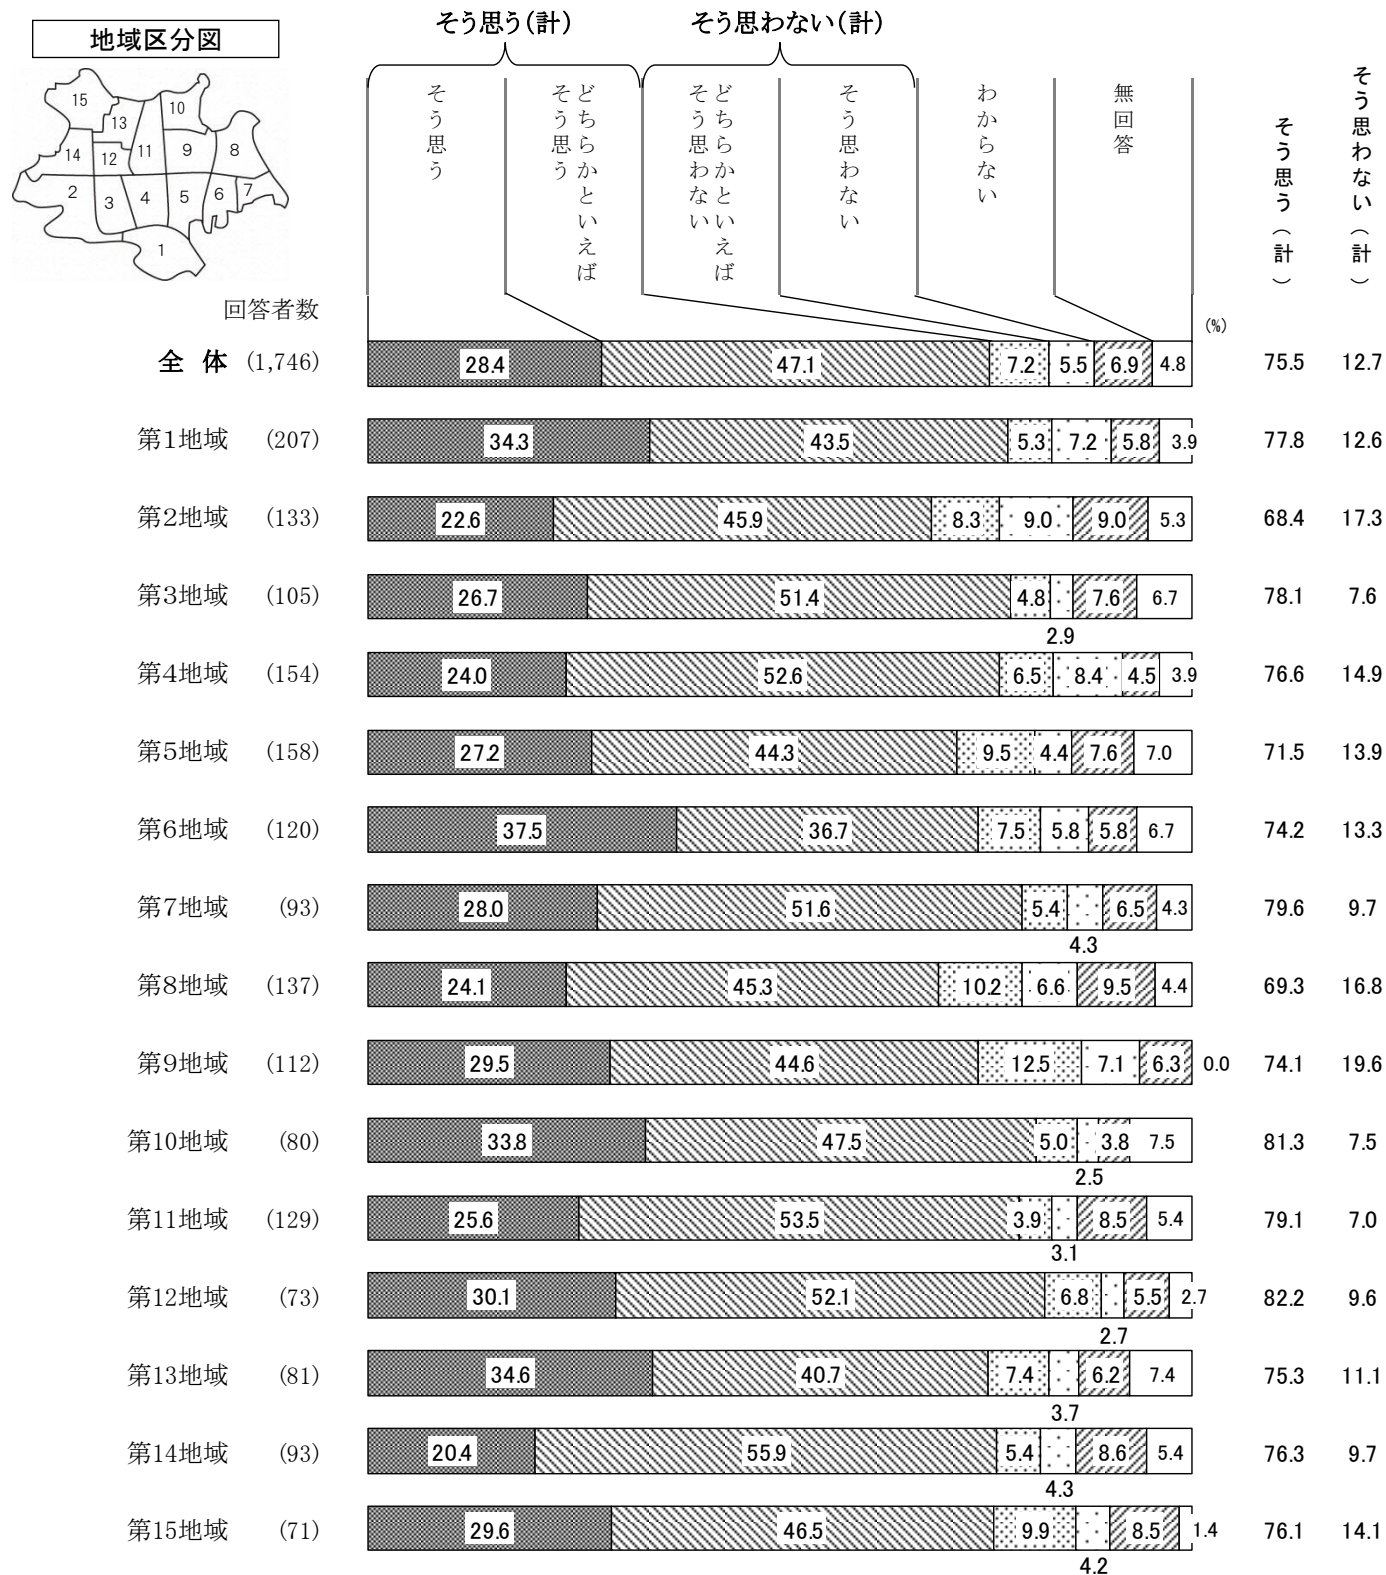 地域区分図
15
10
13
14
12
11
9
8
2
3
4
5
6
7
1
そう思う(計)
そう思わない(計)
そう思う
どちらかといえば
そう思う
どちらかといえば
そう思わない
そう思わない
わからない
無回答
そう思う(計)
そう思わない(計)
回答者数
(%)
全 体 (1,746) 28.4 47.1 7.2 5.5 6.9 4.8 75.5 12.7
第1地域 (207) 34.3 43.5 5.3 7.2 5.8 3.9 77.8 12.6
第2地域 (133) 22.6 45.9 8.3 9.0 9.0 5.3 68.4 17.3
第3地域 (105) 26.7 51.4 4.8 7.6 6.7 78.1 7.6
2.9
第4地域 (154) 24.0 52.6 6.5 8.4 4.5 3.9 76.6 14.9
第5地域 (158) 27.2 44.3 9.5 4.4 7.6 7.0 71.5 13.9
第6地域 (120) 37.5 36.7 7.5 5.8 5.8 6.7 74.2 13.3
第7地域 (93) 28.0 51.6 5.4 6.5 4.3 79.6 9.7
4.3
第8地域 (137) 24.1 45.3 10.2 6.6 9.5 4.4 69.3 16.8
第9地域 (112) 29.5 44.6 12.5 7.1 6.3 0.0 74.1 19.6
第10地域 (80) 33.8 47.5 5.0 3.8 7.5 81.3 7.5
2.5
第11地域 (129) 25.6 53.5 3.9 8.5 5.4 79.1 7.0
3.1
第12地域 (73) 30.1 52.1 6.8 5.5 2.7 82.2 9.6
2.7
第13地域 (81) 34.6 40.7 7.4 6.2 7.4 75.3 11.1
3.7
第14地域 (93) 20.4 55.9 5.4 8.6 5.4 76.3 9.7
4.3
第15地域 (71) 29.6 46.5 9.9 8.5 1.4 76.1 14.1
4.2